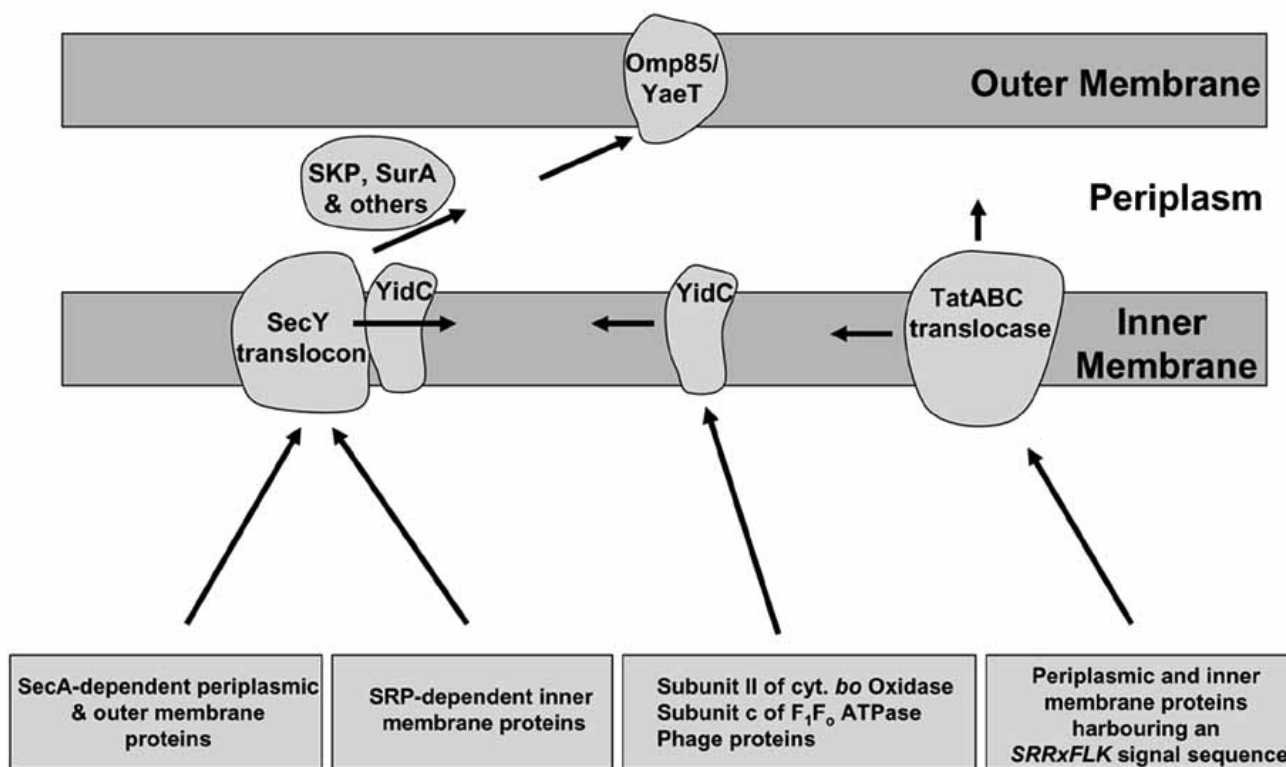 Omp85/
YaeT
Outer Membrane
SKP, SurA
& others
Periplasm
SecY
translocon
YidC
YidC
TatABC
translocase
Inner
Membrane
SecA-dependent periplasmic
& outer membrane
proteins
SRP-dependent inner
membrane proteins
Subunit II of cyt. bo Oxidase
Subunit c of F₁Fₒ ATPase
Phage proteins
Periplasmic and inner
membrane proteins
harbouring an
SRRxFLK signal sequence